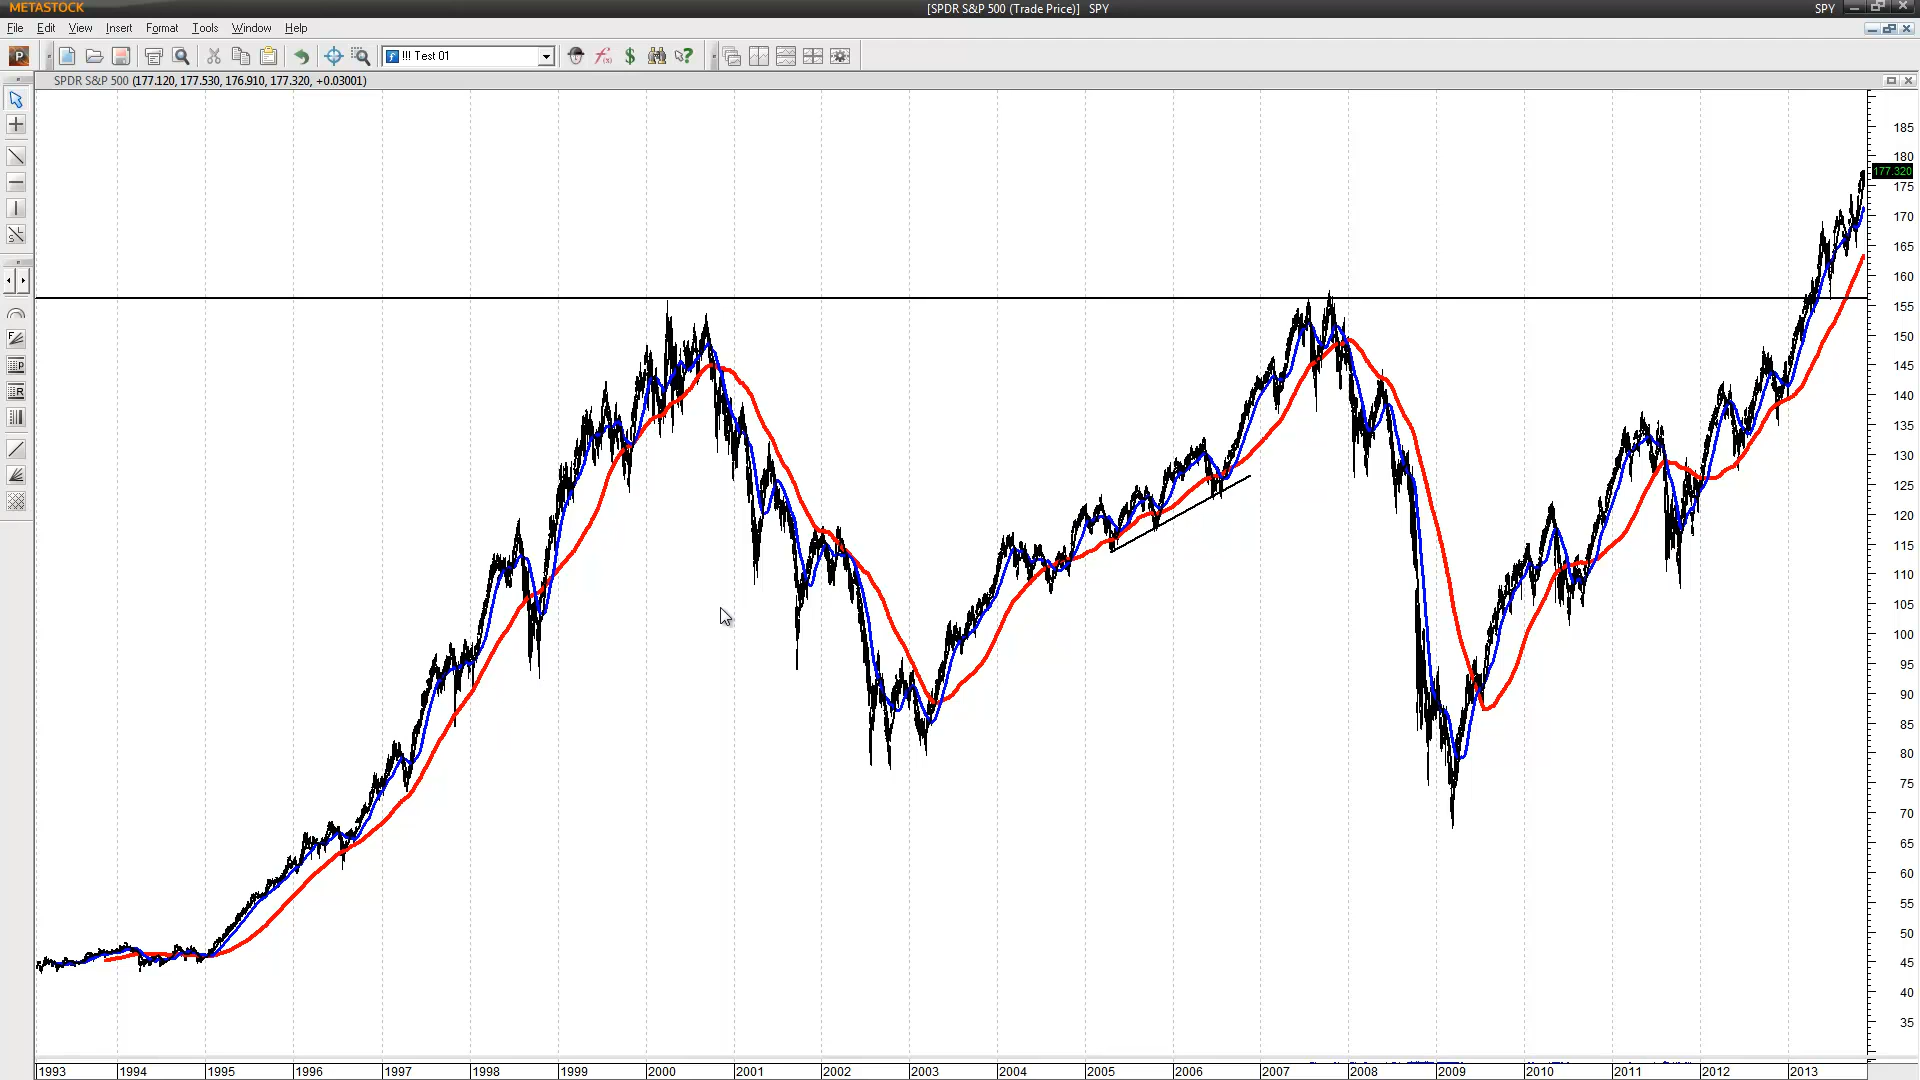 METASTOCK
[SPDR S&P 500 (Trade Price)] SPY
SPY
File Edit View Insert Format Tools Window Help
P
!!! Test 01
f(x) $ ?
SPDR S&P 500 (177.120, 177.530, 176.910, 177.320, +0.03001)
185
180
177.320
175
170
165
160
155
150
145
140
135
130
125
120
115
110
105
100
95
90
85
80
75
70
65
60
55
50
45
40
35
S
F
P
R
1993 1994 1995 1996 1997 1998 1999 2000 2001 2002 2003 2004 2005 2006 2007 2008 2009 2010 2011 2012 2013